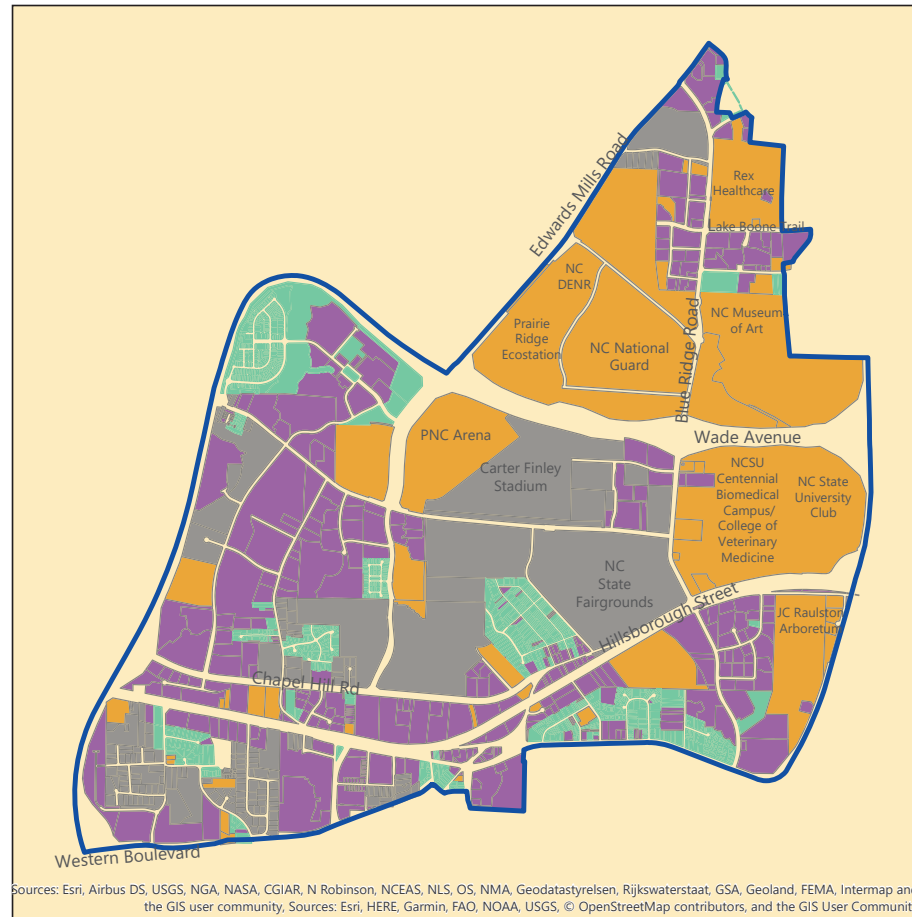 Edwards Mills Road
Rex
Healthcare
Lake Boone Trail
NC
DENR
Prairie
Ridge
Ecostation
NC National
Guard
Blue Ridge Road
NC Museum
of Art
Wade Avenue
PNC Arena
Carter Finley
Stadium
NCSU
Centennial
Biomedical
Campus/
College of
Veterinary
Medicine
NC State
University
Club
NC
State
Fairgrounds
Hillsborough Street
JC Raulston
Arboretum
Chapel Hill Rd
Western Boulevard
Sources: Esri, Airbus DS, USGS, NGA, NASA, CGIAR, N Robinson, NCEAS, NLS, OS, NMA, Geodatastyrelsen, Rijkswaterstaat, GSA, Geoland, FEMA, Intermap and
the GIS user community, Sources: Esri, HERE, Garmin, FAO, NOAA, USGS, © OpenStreetMap contributors, and the GIS User Communi